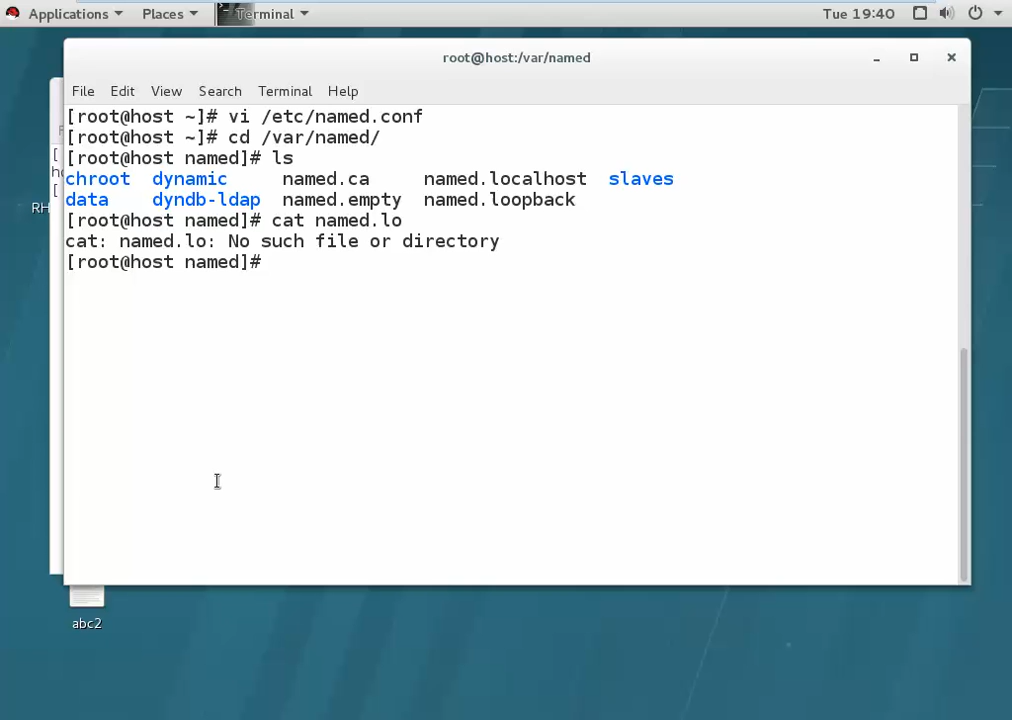 Applications Places Terminal Tue 19:40
root@host:/var/named
File Edit View Search Terminal Help
[root@host ~]# vi /etc/named.conf
[root@host ~]# cd /var/named/
[root@host named]# ls
chroot dynamic named.ca named.localhost slaves
data dyndb-ldap named.empty named.loopback
[root@host named]# cat named.lo
cat: named.lo: No such file or directory
[root@host named]#
RH
abc2